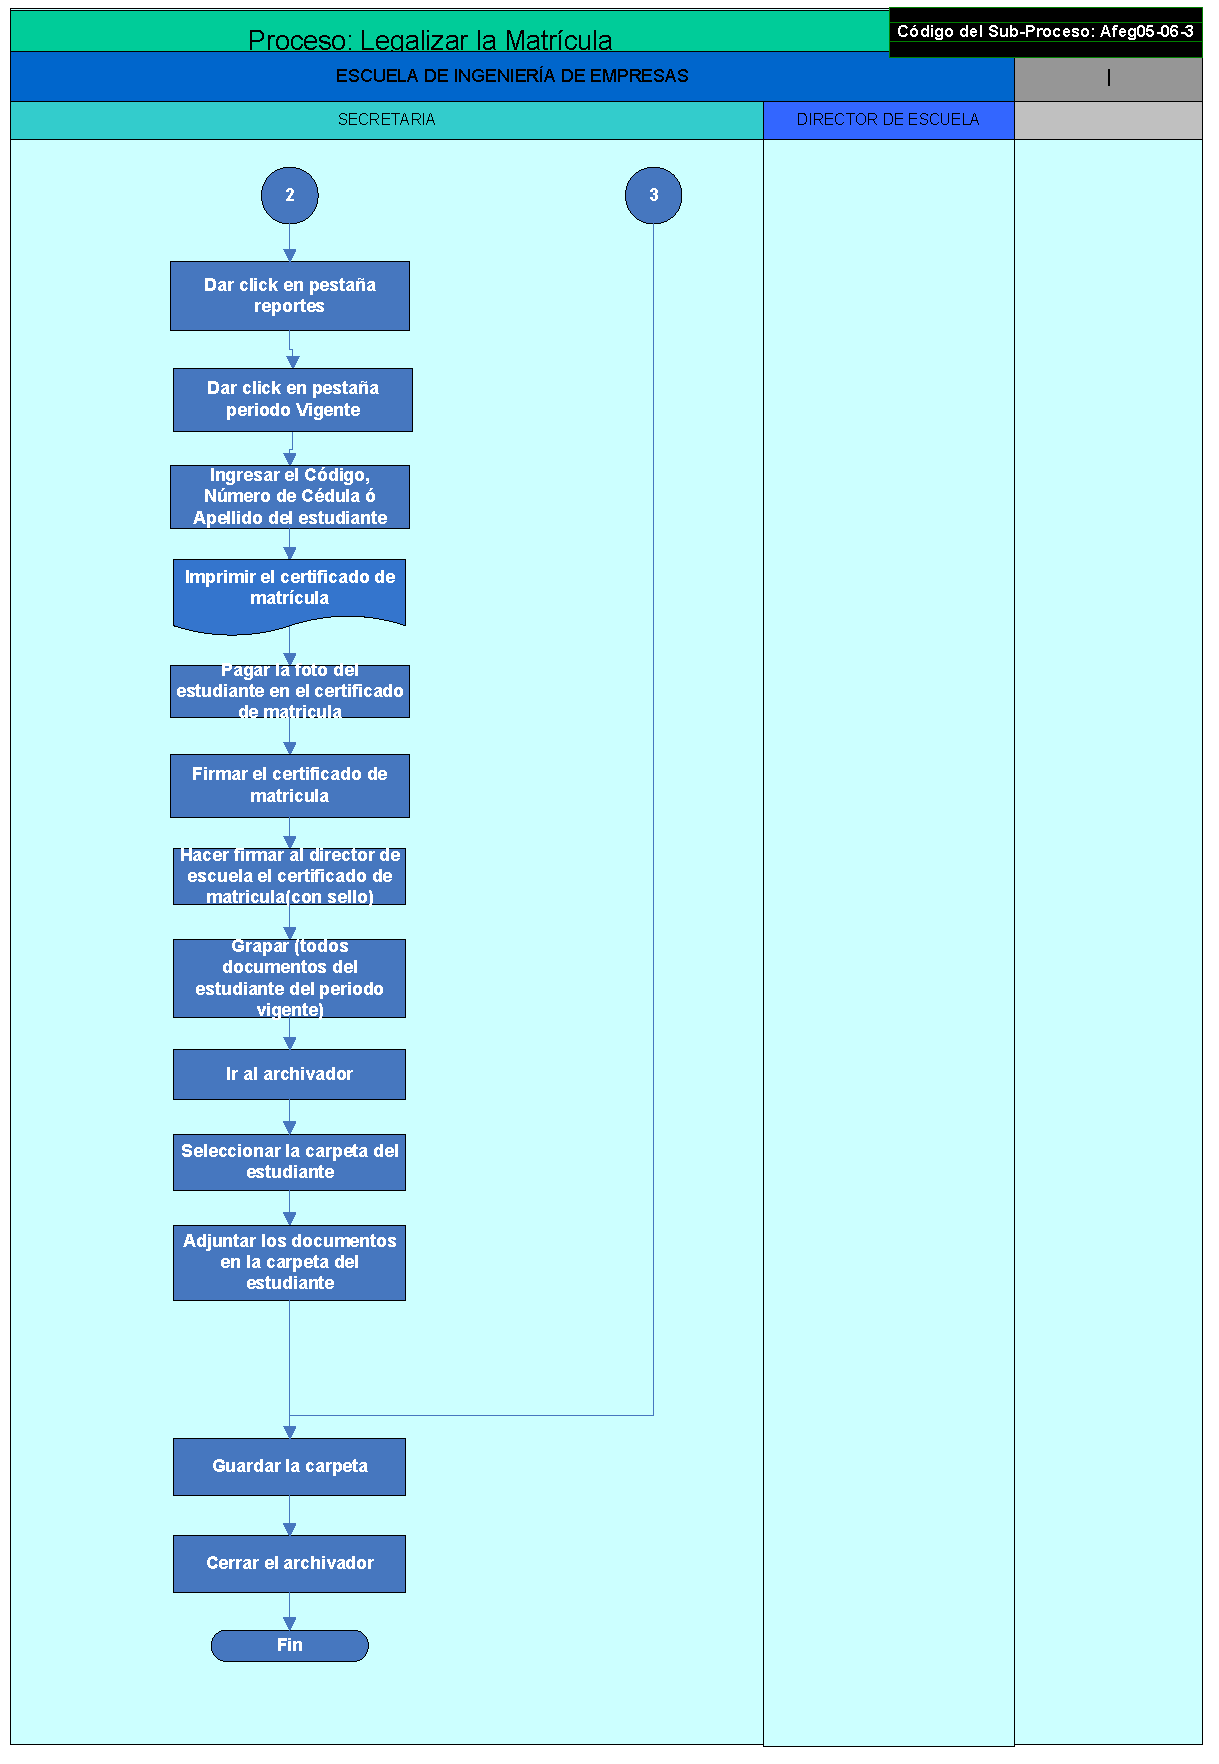 Proceso: Legalizar la Matrícula
Código del Sub-Proceso: Afeg05-06-3
ESCUELA DE INGENIERÍA DE EMPRESAS
I
SECRETARIA
DIRECTOR DE ESCUELA
2
3
Dar click en pestaña
reportes
Dar click en pestaña
periodo Vigente
Ingresar el Código,
Número de Cédula ó
Apellido del estudiante
Imprimir el certificado de
matrícula
Pagar la foto del
estudiante en el certificado
de matricula
Firmar el certificado de
matricula
Hacer firmar al director de
escuela el certificado de
matricula(con sello)
Grapar (todos
documentos del
estudiante del periodo
vigente)
Ir al archivador
Seleccionar la carpeta del
estudiante
Adjuntar los documentos
en la carpeta del
estudiante
Guardar la carpeta
Cerrar el archivador
Fin